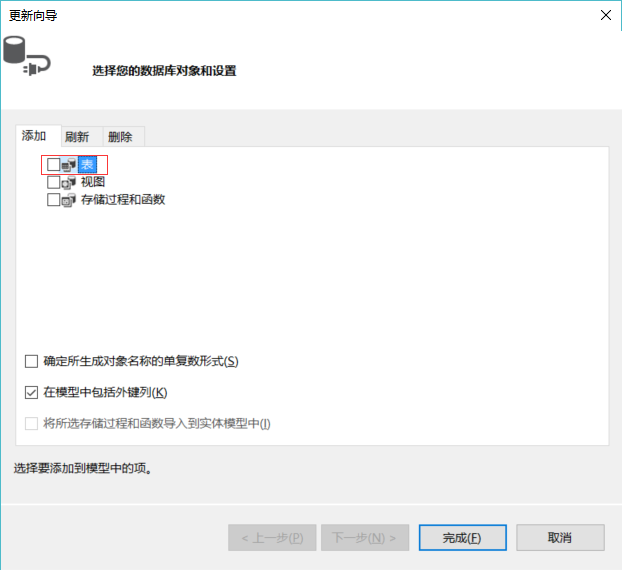 更新向导
选择您的数据库对象和设置
添加 刷新 删除
表
视图
存储过程和函数
确定所生成对象名称的单复数形式(S)
在模型中包括外键列(K)
将所选存储过程和函数导入到实体模型中(I)
选择要添加到模型中的项。
< 上一步(P) 下一步(N) > 完成(F) 取消